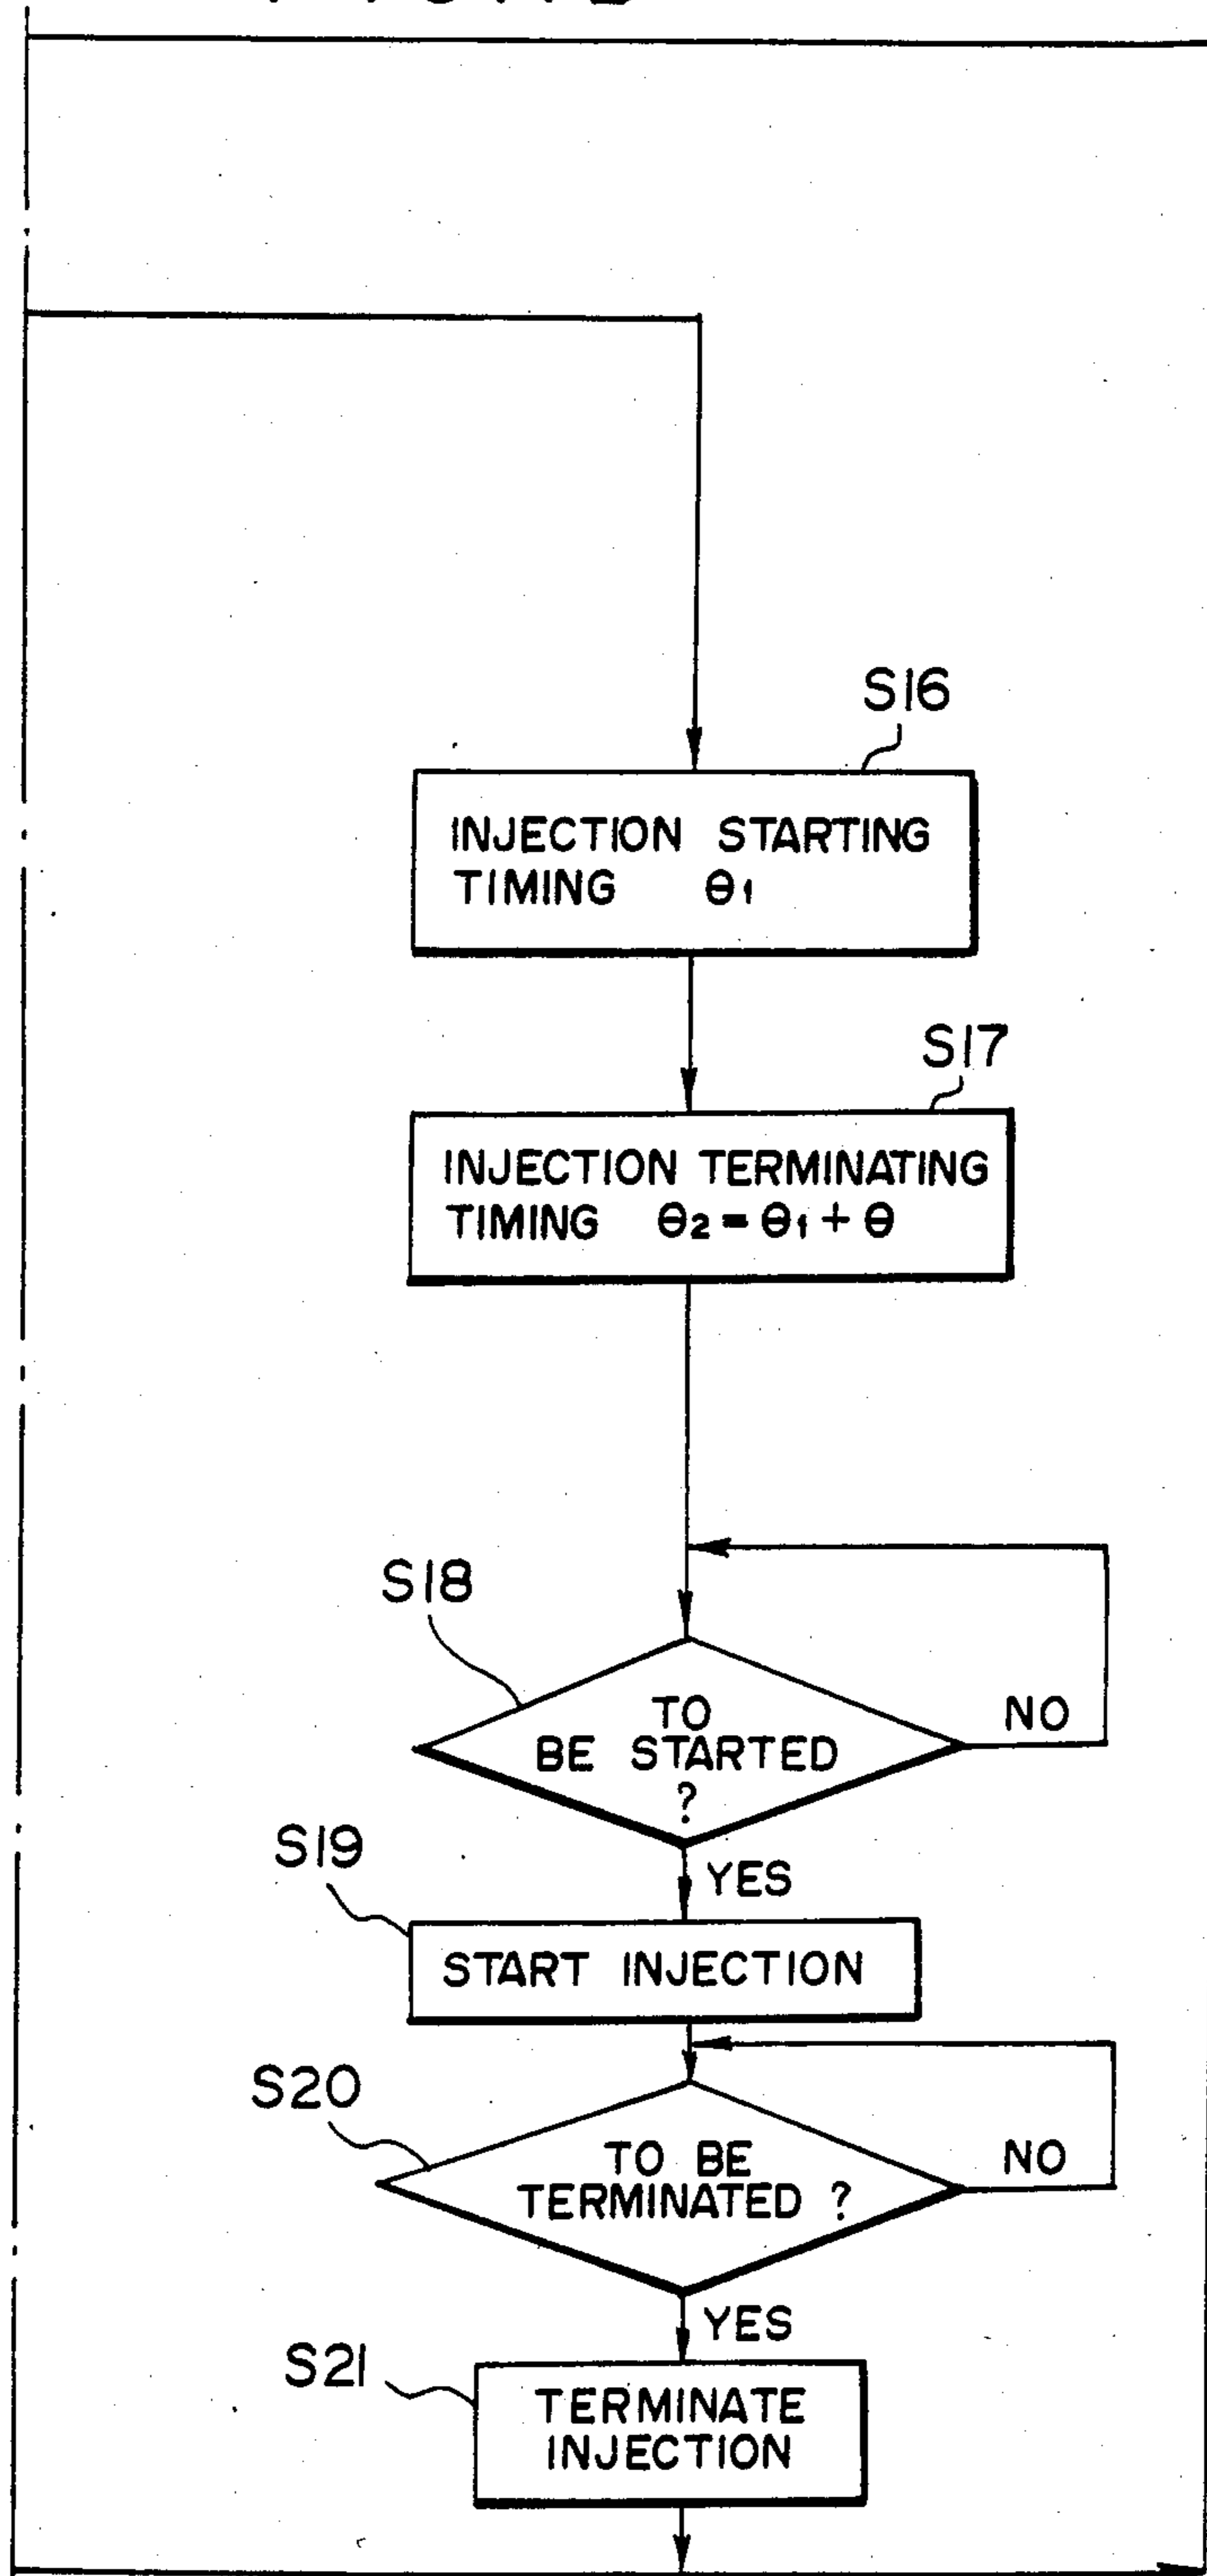 S16
INJECTION STARTING
TIMING θ1
S17
INJECTION TERMINATING
TIMING θ2 = θ1 + θ
S18
TO
BE STARTED
?
NO
YES
S19
START INJECTION
S20
TO BE
TERMINATED ?
NO
YES
S21
TERMINATE
INJECTION